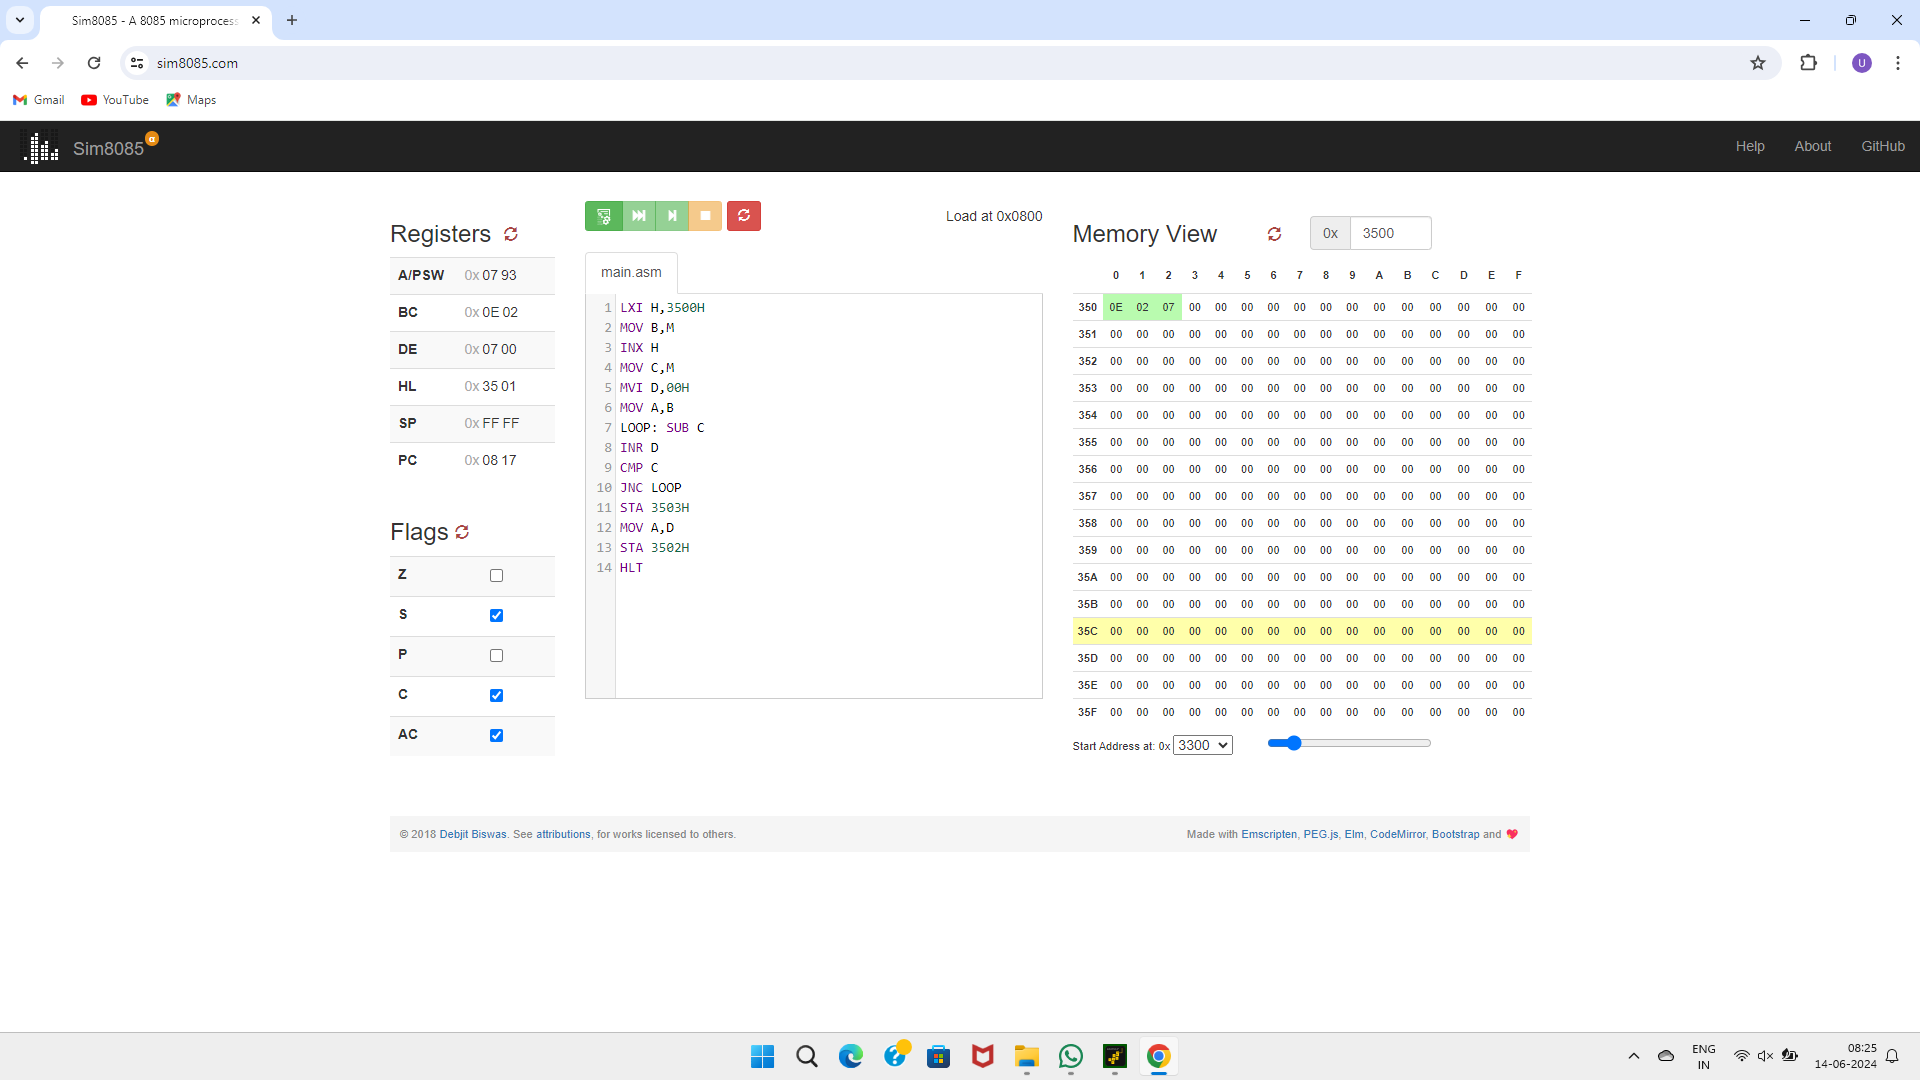 Sim8085 - A 8085 microprocess
sim8085.com
U
Gmail YouTube Maps
Sim8085 α
Help About GitHub
Registers
A/PSW 0x 07 93
BC 0x 0E 02
DE 0x 07 00
HL 0x 35 01
SP 0x FF FF
PC 0x 08 17
Flags
Z
S
P
C
AC
Load at 0x0800
main.asm
1 LXI H,3500H
2 MOV B,M
3 INX H
4 MOV C,M
5 MVI D,00H
6 MOV A,B
7 LOOP: SUB C
8 INR D
9 CMP C
10 JNC LOOP
11 STA 3503H
12 MOV A,D
13 STA 3502H
14 HLT
Memory View 0x 3500
0 1 2 3 4 5 6 7 8 9 A B C D E F
350 0E 02 07 00 00 00 00 00 00 00 00 00 00 00 00 00
351 00 00 00 00 00 00 00 00 00 00 00 00 00 00 00 00
352 00 00 00 00 00 00 00 00 00 00 00 00 00 00 00 00
353 00 00 00 00 00 00 00 00 00 00 00 00 00 00 00 00
354 00 00 00 00 00 00 00 00 00 00 00 00 00 00 00 00
355 00 00 00 00 00 00 00 00 00 00 00 00 00 00 00 00
356 00 00 00 00 00 00 00 00 00 00 00 00 00 00 00 00
357 00 00 00 00 00 00 00 00 00 00 00 00 00 00 00 00
358 00 00 00 00 00 00 00 00 00 00 00 00 00 00 00 00
359 00 00 00 00 00 00 00 00 00 00 00 00 00 00 00 00
35A 00 00 00 00 00 00 00 00 00 00 00 00 00 00 00 00
35B 00 00 00 00 00 00 00 00 00 00 00 00 00 00 00 00
35C 00 00 00 00 00 00 00 00 00 00 00 00 00 00 00 00
35D 00 00 00 00 00 00 00 00 00 00 00 00 00 00 00 00
35E 00 00 00 00 00 00 00 00 00 00 00 00 00 00 00 00
35F 00 00 00 00 00 00 00 00 00 00 00 00 00 00 00 00
Start Address at: 0x 3300
© 2018 Debjit Biswas. See attributions, for works licensed to others.
Made with Emscripten, PEG.js, Elm, CodeMirror, Bootstrap and
ENG
IN
08:25
14-06-2024